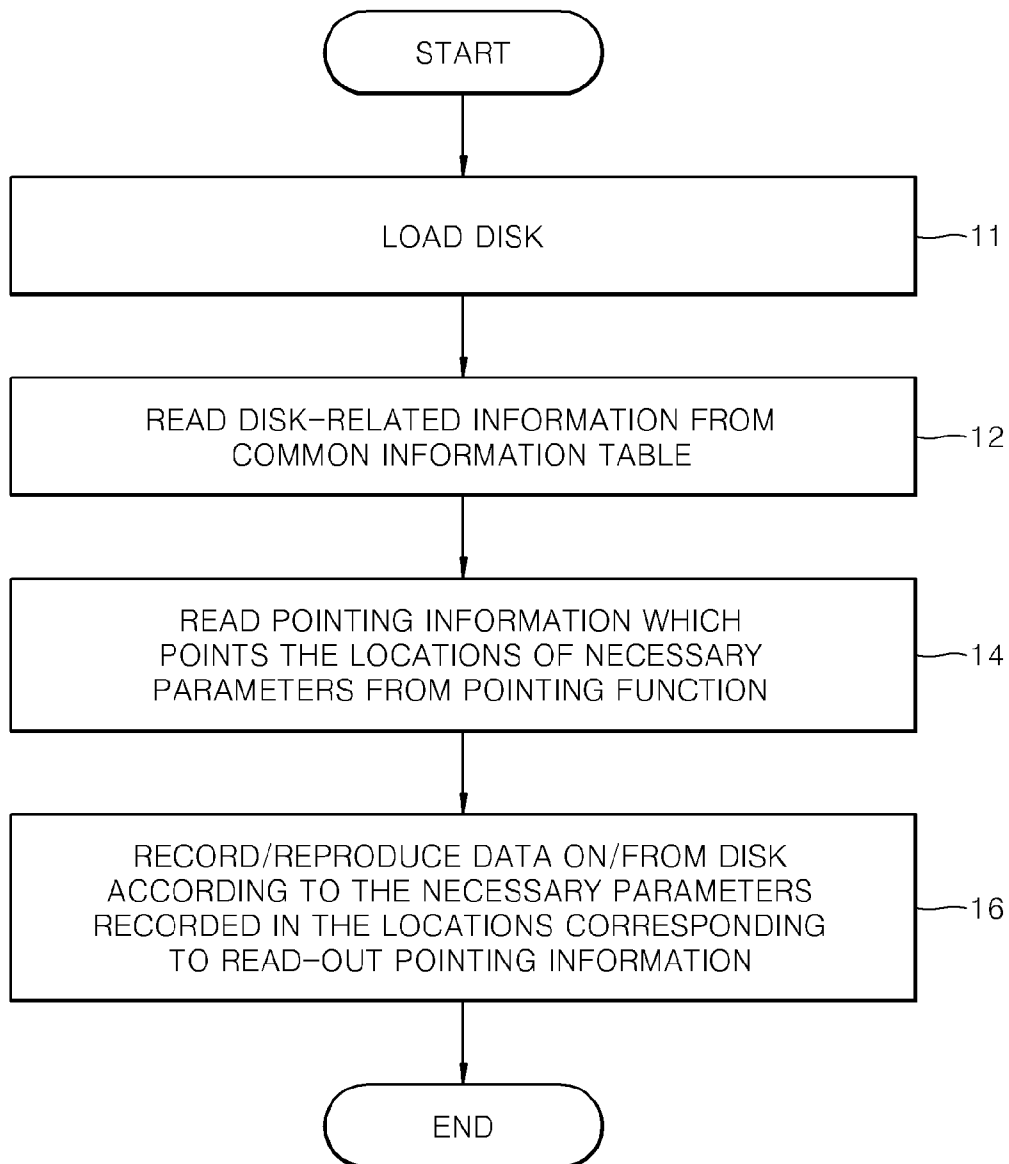 START
LOAD DISK
11
READ DISK-RELATED INFORMATION FROM
COMMON INFORMATION TABLE
12
READ POINTING INFORMATION WHICH
POINTS THE LOCATIONS OF NECESSARY
PARAMETERS FROM POINTING FUNCTION
14
RECORD/REPRODUCE DATA ON/FROM DISK
ACCORDING TO THE NECESSARY PARAMETERS
RECORDED IN THE LOCATIONS CORRESPONDING
TO READ-OUT POINTING INFORMATION
16
END